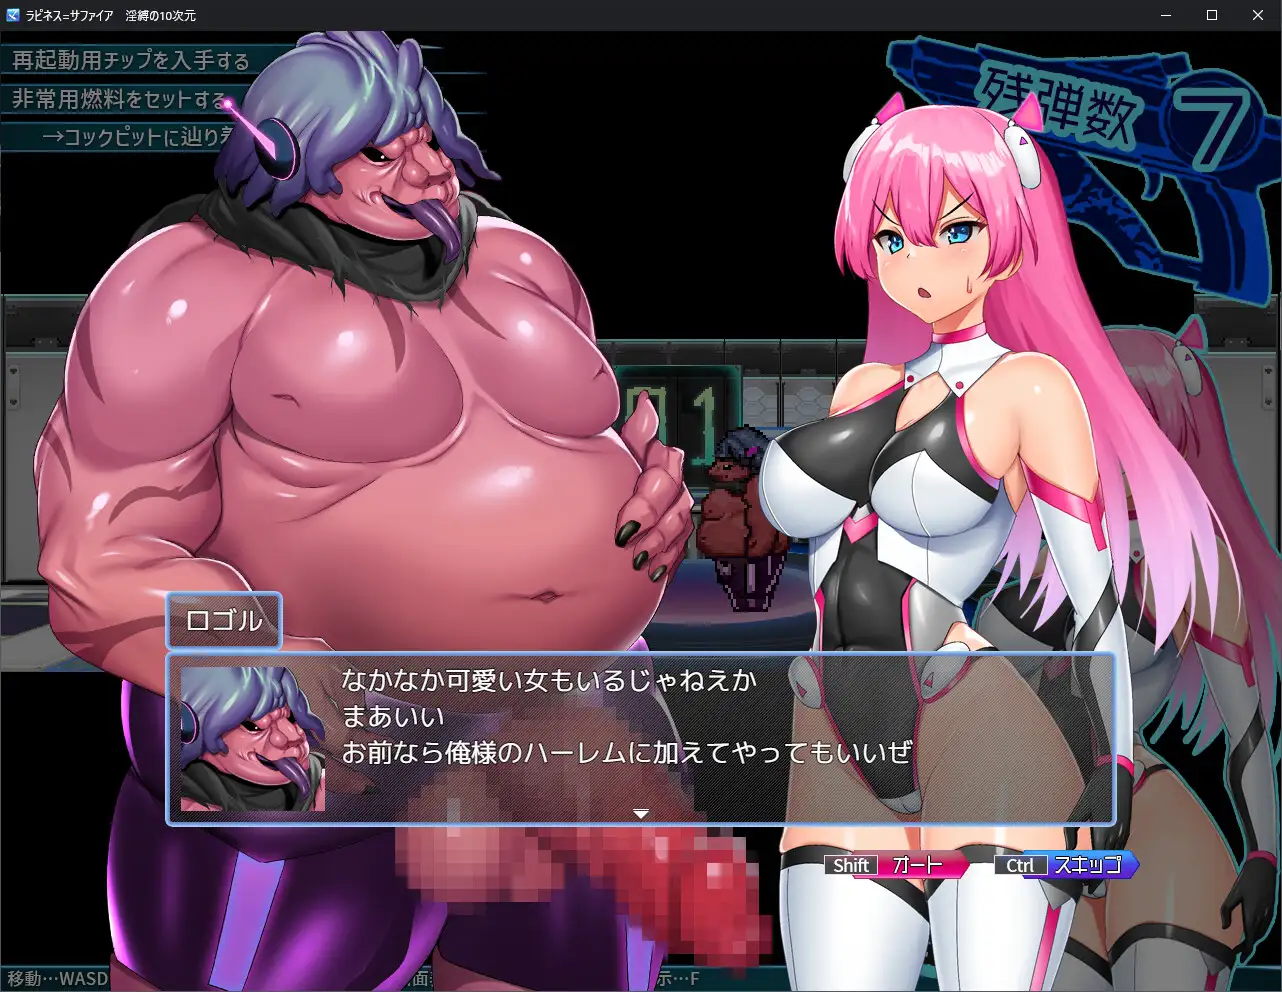 ラピネス=サファイア 淫縛の10次元
再起動用チップを入手する
非常用燃料をセットする
→コックピットに辿り
残弾数 7
01
ロゴル
なかなか可愛い女もいるじゃねえか
まあいい
お前なら俺様のハーレムに加えてやってもいいぜ
Shift オート Ctrl スキップ
移動…WASD
面
示…F